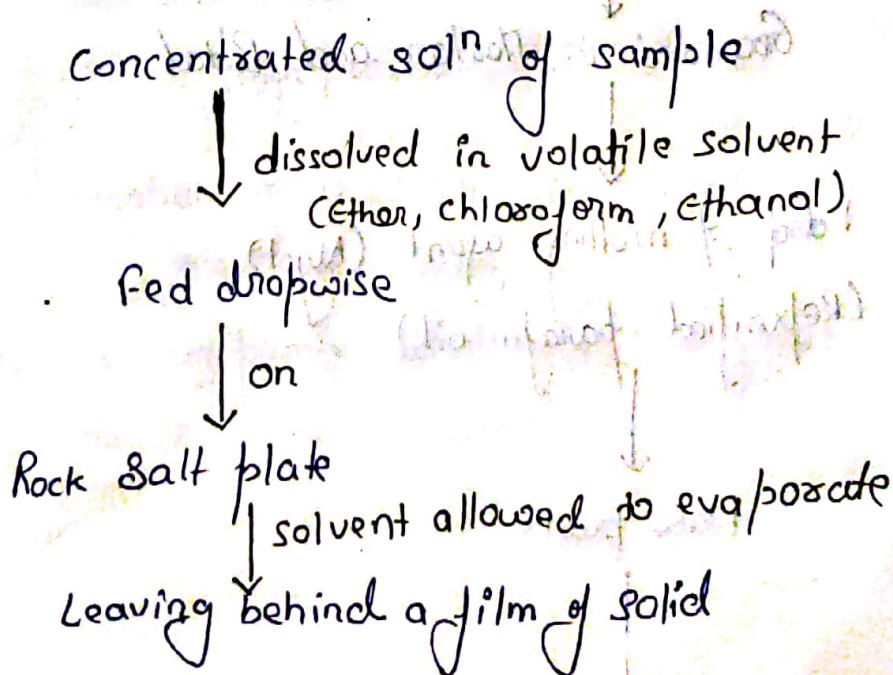 Concentrated solⁿ of sample
dissolved in volatile solvent
(Ether, chloroform, Ethanol)
fed dropwise
on
Rock Salt plate
solvent allowed to evaporate
Leaving behind a film of solid